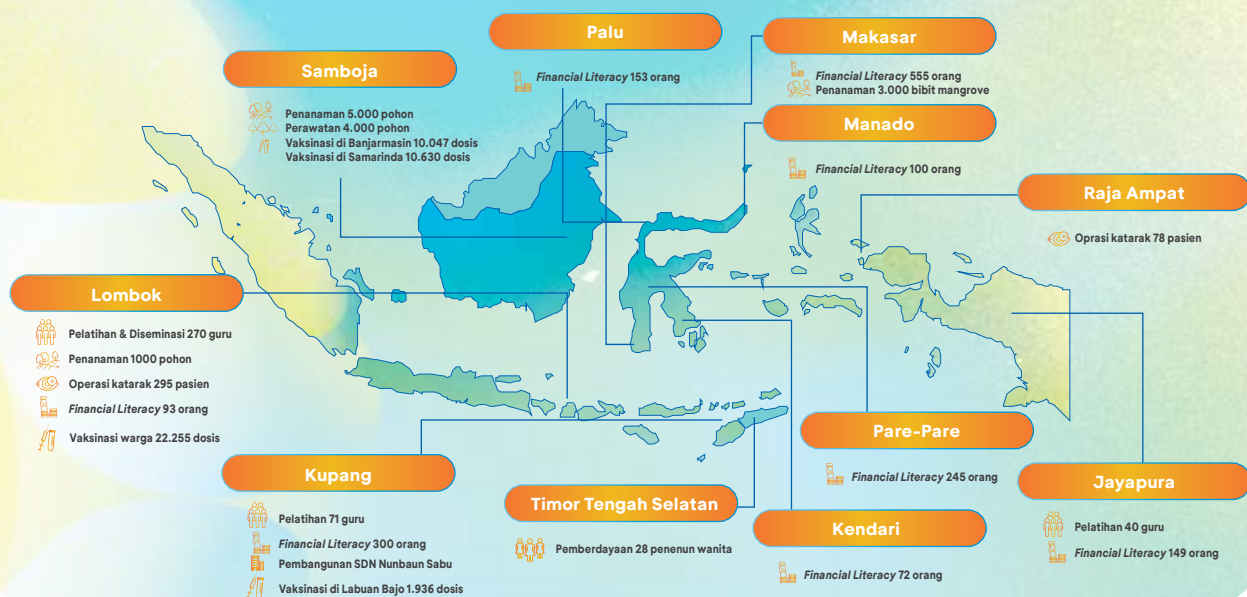 Palu
Financial Literacy 153 orang
Makasar
Financial Literacy 555 orang
Penanaman 3.000 bibit mangrove
Samboja
Penanaman 5.000 pohon
Perawatan 4.000 pohon
Vaksinasi di Banjarmasin 10.047 dosis
Vaksinasi di Samarinda 10.630 dosis
Manado
Financial Literacy 100 orang
Raja Ampat
Oprasi katarak 78 pasien
Lombok
Pelatihan & Diseminasi 270 guru
Penanaman 1000 pohon
Operasi katarak 295 pasien
Financial Literacy 93 orang
Vaksinasi warga 22.255 dosis
Kupang
Pelatihan 71 guru
Financial Literacy 300 orang
Pembangunan SDN Nunbaun Sabu
Vaksinasi di Labuan Bajo 1.936 dosis
Timor Tengah Selatan
Pemberdayaan 28 penenun wanita
Pare-Pare
Financial Literacy 245 orang
Kendari
Financial Literacy 72 orang
Jayapura
Pelatihan 40 guru
Financial Literacy 149 orang